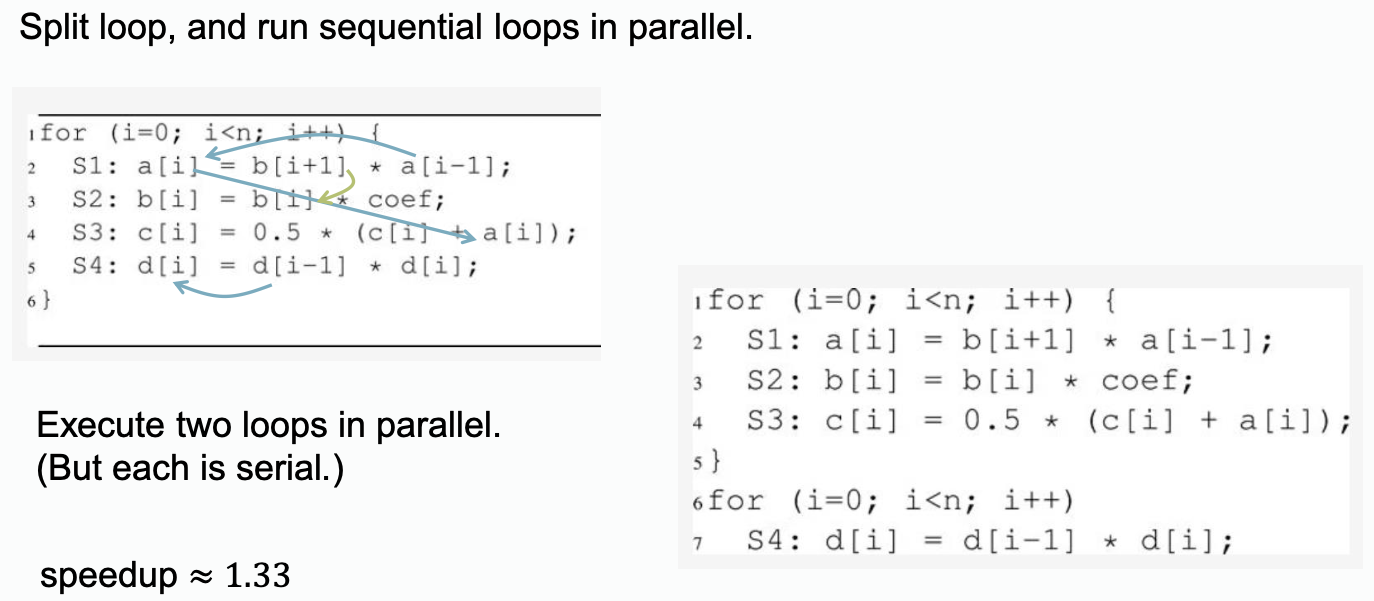 Split loop, and run sequential loops in parallel.
1for (i=0; i<n; i++) {
2 S1: a[i] = b[i+1] * a[i-1];
3 S2: b[i] = b[i] * coef;
4 S3: c[i] = 0.5 * (c[i] + a[i]);
5 S4: d[i] = d[i-1] * d[i];
6}
Execute two loops in parallel.
(But each is serial.)
speedup ≈ 1.33
1for (i=0; i<n; i++) {
2 S1: a[i] = b[i+1] * a[i-1];
3 S2: b[i] = b[i] * coef;
4 S3: c[i] = 0.5 * (c[i] + a[i]);
5}
6for (i=0; i<n; i++)
7 S4: d[i] = d[i-1] * d[i];